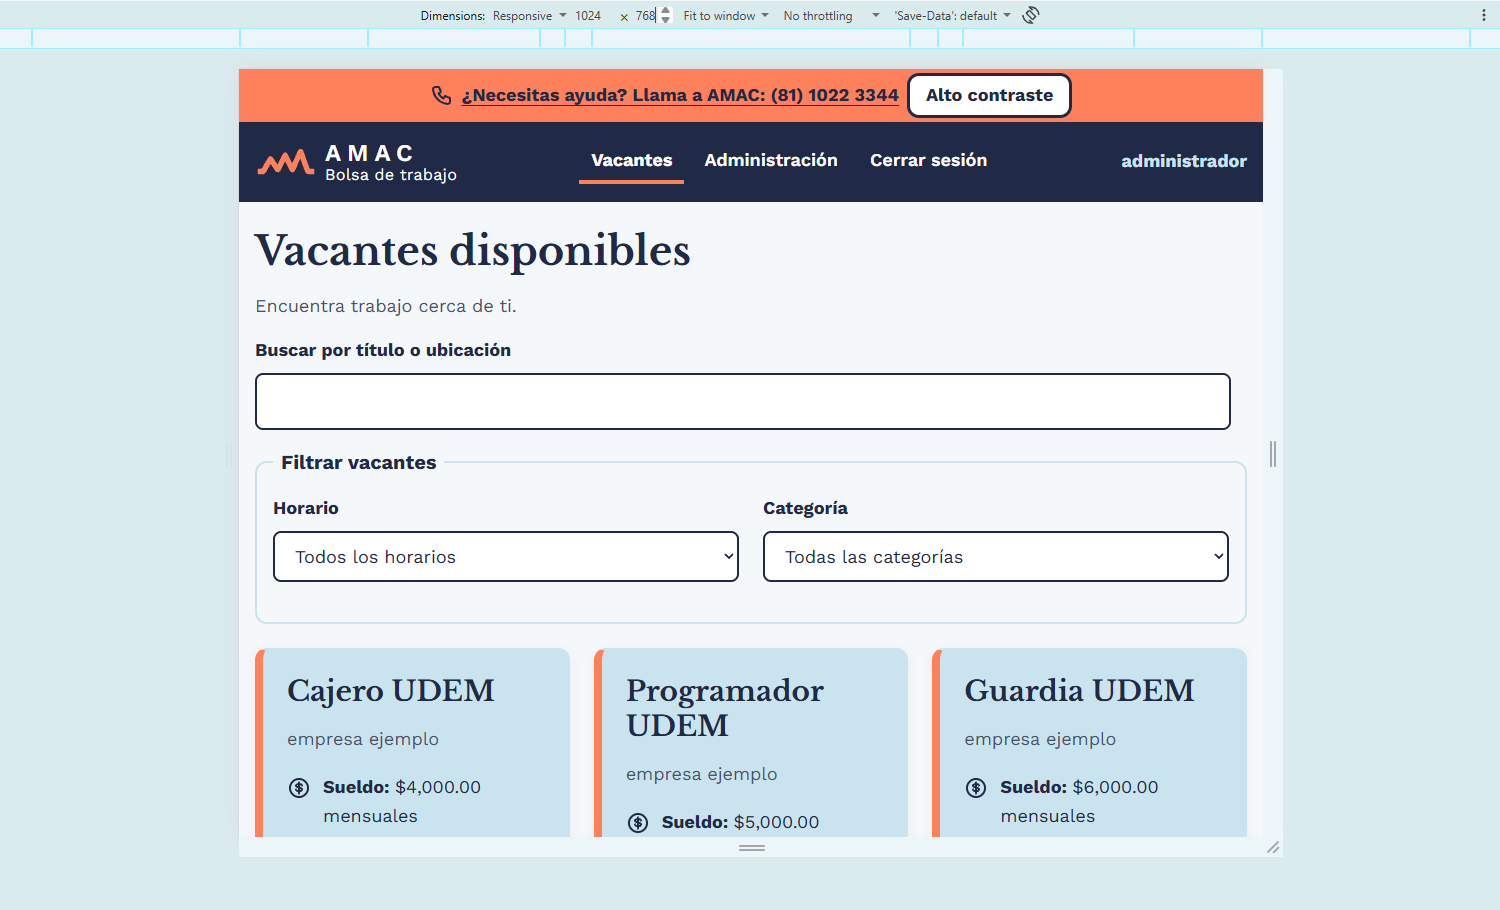 Dimensions: Responsive 1024 × 768 Fit to window No throttling 'Save-Data': default
¿Necesitas ayuda? Llama a AMAC: (81) 1022 3344 Alto contraste
AMAC
Bolsa de trabajo
Vacantes Administración Cerrar sesión administrador
Vacantes disponibles
Encuentra trabajo cerca de ti.
Buscar por título o ubicación
Filtrar vacantes
Horario
Todos los horarios
Categoría
Todas las categorías
Cajero UDEM
empresa ejemplo
Sueldo: $4,000.00
mensuales
Programador
UDEM
empresa ejemplo
Sueldo: $5,000.00
Guardia UDEM
empresa ejemplo
Sueldo: $6,000.00
mensuales